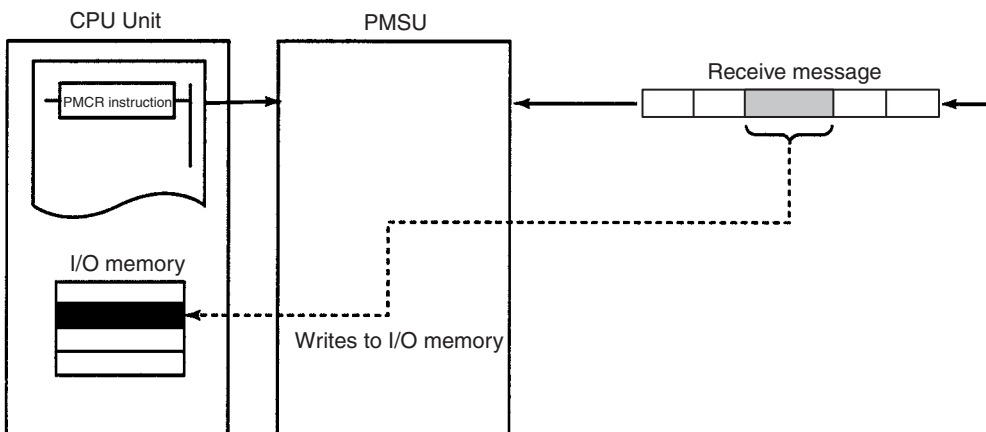 CPU Unit
PMSU
Receive message
PMCR instruction
I/O memory
Writes to I/O memory